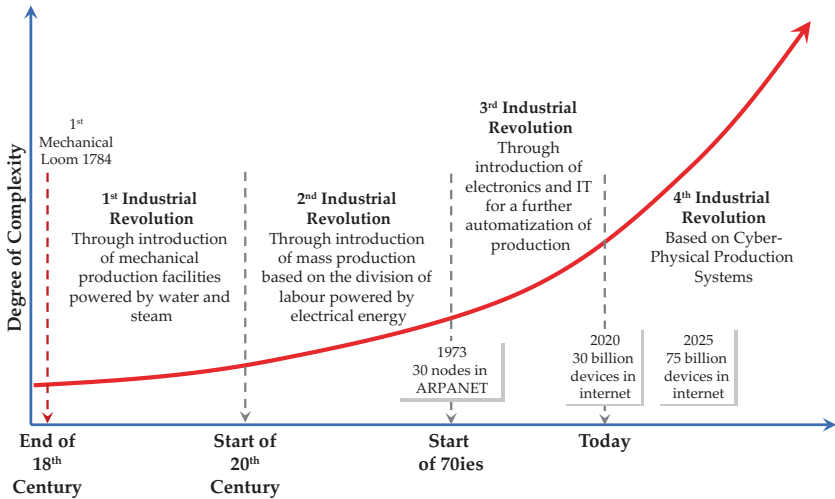 Degree of Complexity
1st
Mechanical
Loom 1784
1st Industrial
Revolution
Through introduction
of mechanical
production facilities
powered by water and
steam
2nd Industrial
Revolution
Through introduction
of mass production
based on the division of
labour powered by
electrical energy
3rd Industrial
Revolution
Through
introduction of
electronics and IT
for a further
automatization of
production
4th Industrial
Revolution
Based on Cyber-
Physical Production
Systems
1973
30 nodes in
ARPANET
2020
30 billion
devices in
internet
2025
75 billion
devices in
internet
End of
18th
Century
Start of
20th
Century
Start
of 70ies
Today